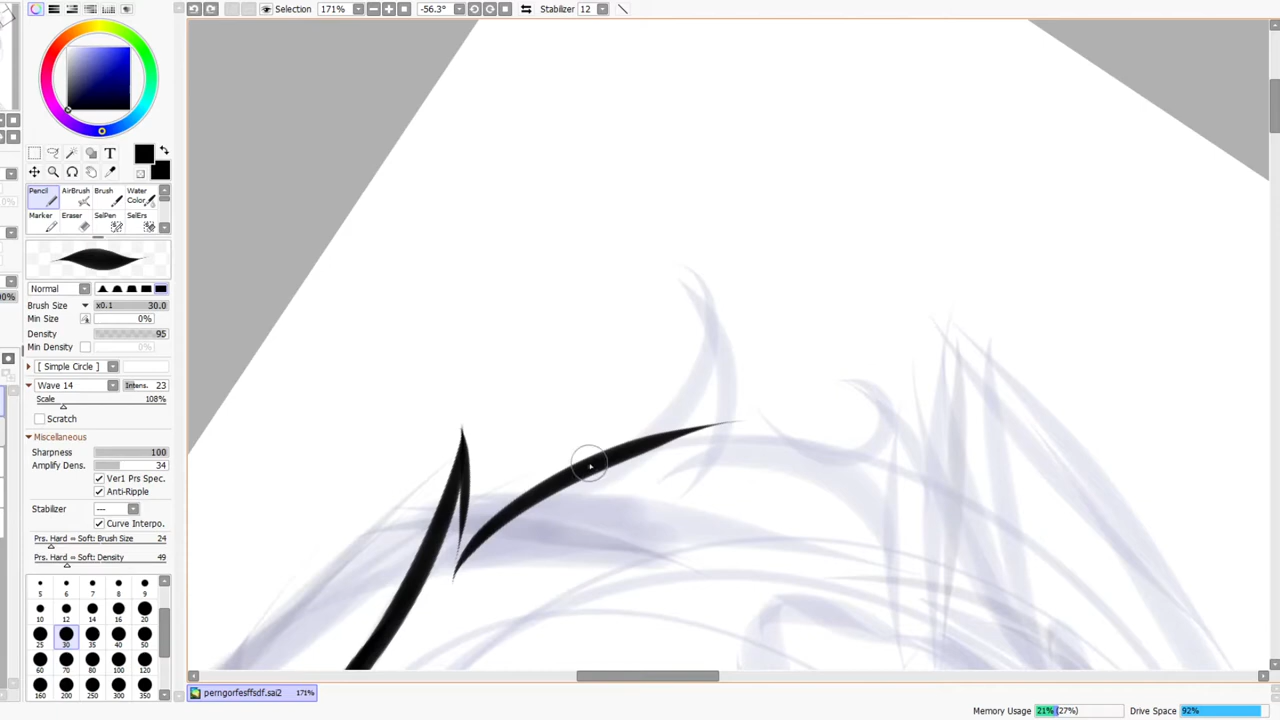 Selection 171% -56.3° Stabilizer 12
T
Pencil AirBrush Brush Water Color
Marker Eraser SelPen SelErs
Normal
Brush Size x0.1 30.0
Min Size 0%
Density 95
Min Density 0%
[ Simple Circle ]
Wave 14 Intens. 23
Scale 108%
Scratch
Miscellaneous
Sharpness 100
Amplify Dens. 34
Ver1 Prs Spec.
Anti-Ripple
Stabilizer ---
Curve Interpo.
Prs. Hard ⇔ Soft: Brush Size 24
Prs. Hard ⇔ Soft: Density 49
5 6 7 8 9
10 12 14 16 20
25 30 35 40 50
60 70 80 100 120
160 200 250 300 350
perngorfesffsdf.sai2 171%
Memory Usage 21% (27%) Drive Space 92%